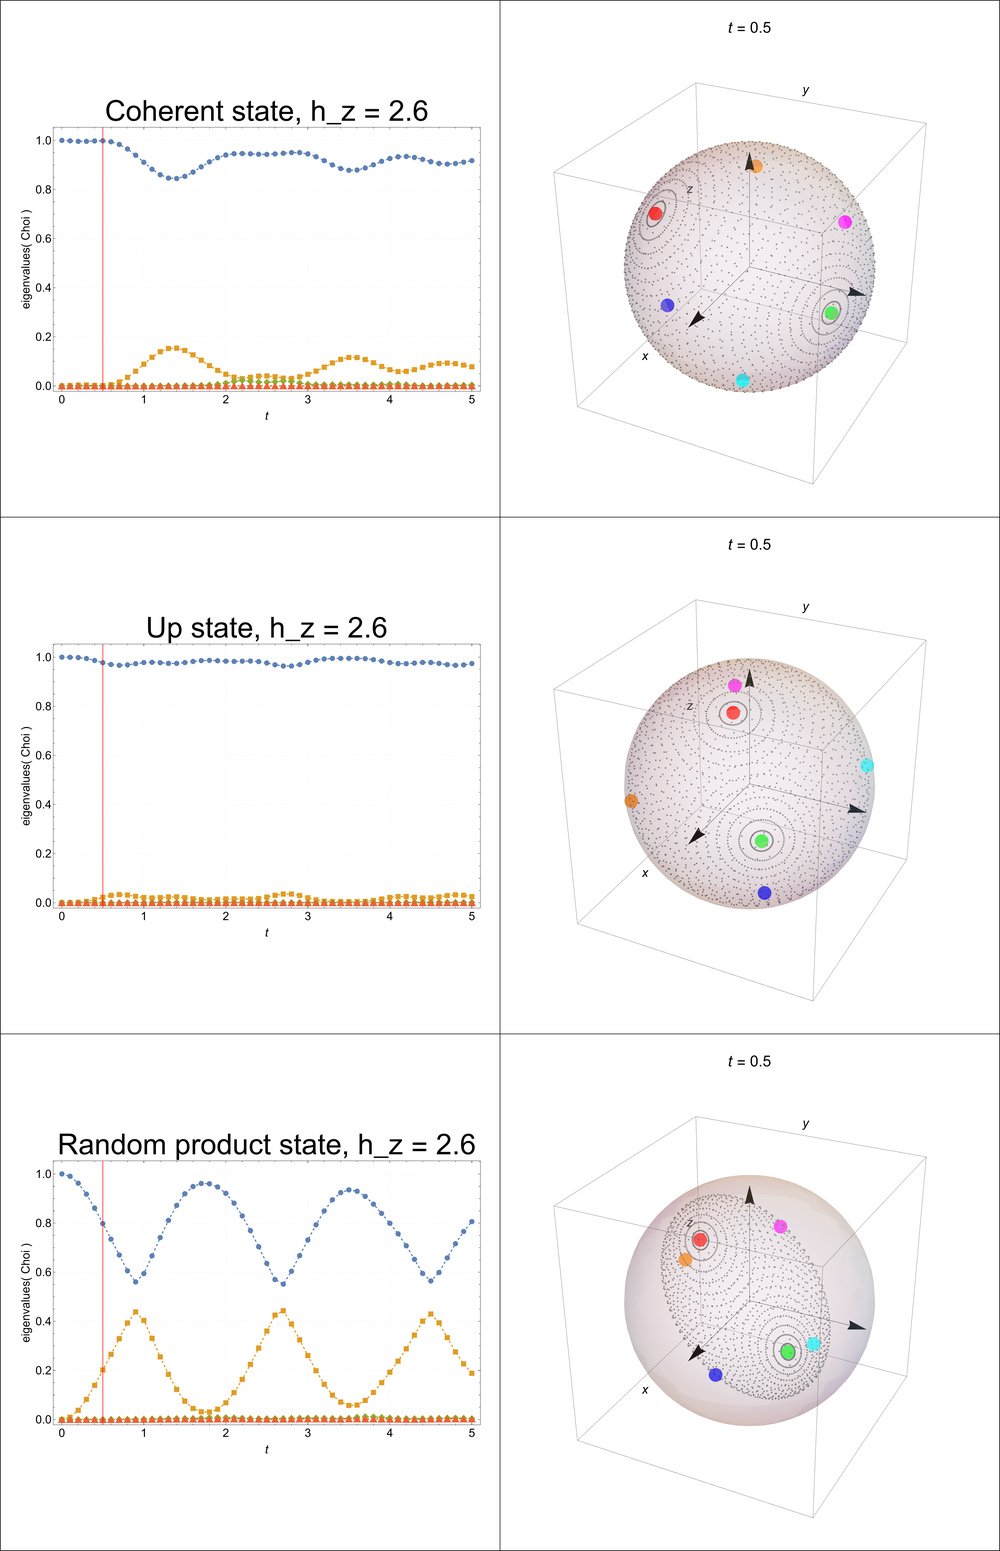 t = 0.5
y
Coherent state, h_z = 2.6
1.0
0.8
0.6
0.4
0.2
0.0
eigenvalues( Choi )
0 1 2 3 4 5
t
z
x
t = 0.5
y
Up state, h_z = 2.6
1.0
0.8
0.6
0.4
0.2
0.0
eigenvalues( Choi )
0 1 2 3 4 5
t
z
x
t = 0.5
y
Random product state, h_z = 2.6
1.0
0.8
0.6
0.4
0.2
0.0
eigenvalues( Choi )
0 1 2 3 4 5
t
z
x